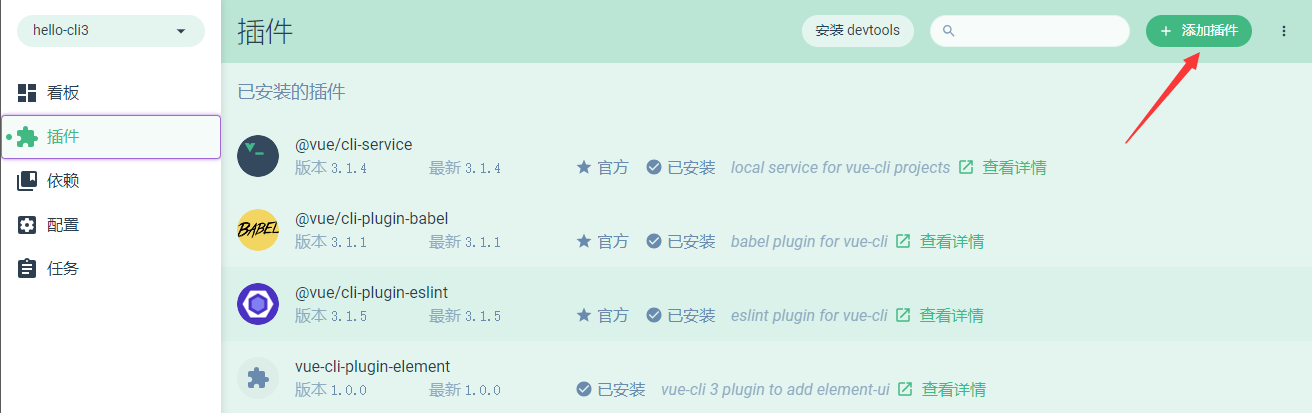 hello-cli3
看板
插件
依赖
配置
任务
插件
安装 devtools
添加插件
已安装的插件
@vue/cli-service
版本 3.1.4 最新 3.1.4 官方 已安装 local service for vue-cli projects 查看详情
BABEL
@vue/cli-plugin-babel
版本 3.1.1 最新 3.1.1 官方 已安装 babel plugin for vue-cli 查看详情
@vue/cli-plugin-eslint
版本 3.1.5 最新 3.1.5 官方 已安装 eslint plugin for vue-cli 查看详情
vue-cli-plugin-element
版本 1.0.0 最新 1.0.0 已安装 vue-cli 3 plugin to add element-ui 查看详情